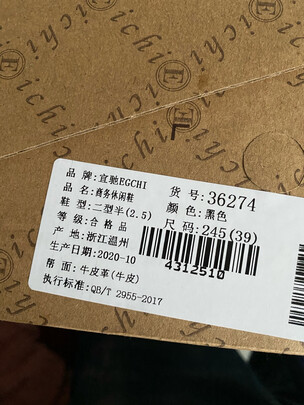 Eichi
品 牌:宜驰EGCHI
品 名:商务休闲鞋
鞋 型:二型半(2.5)
等 级:合格品
产 地:浙江温州
生产日期:2020-10
帮 面:牛皮革(牛皮)
执行标准:QB/T 2955-2017
货 号:36274
颜 色:黑色
尺 码:245(39)
4312510